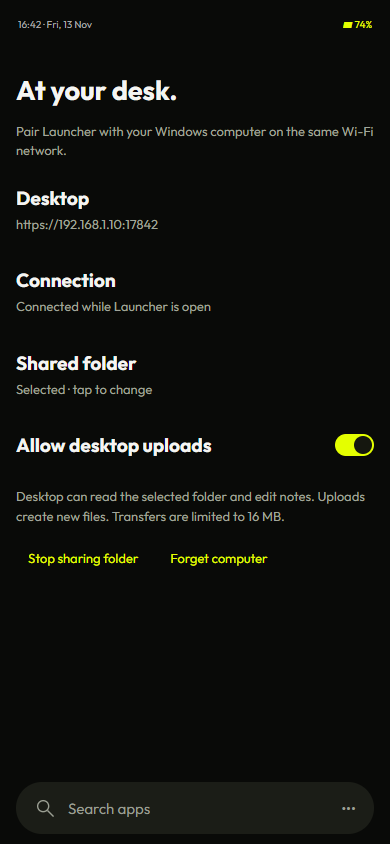 16:42 · Fri, 13 Nov
74%
At your desk.
Pair Launcher with your Windows computer on the same Wi-Fi
network.
Desktop
https://192.168.1.10:17842
Connection
Connected while Launcher is open
Shared folder
Selected · tap to change
Allow desktop uploads
Desktop can read the selected folder and edit notes. Uploads
create new files. Transfers are limited to 16 MB.
Stop sharing folder
Forget computer
Search apps